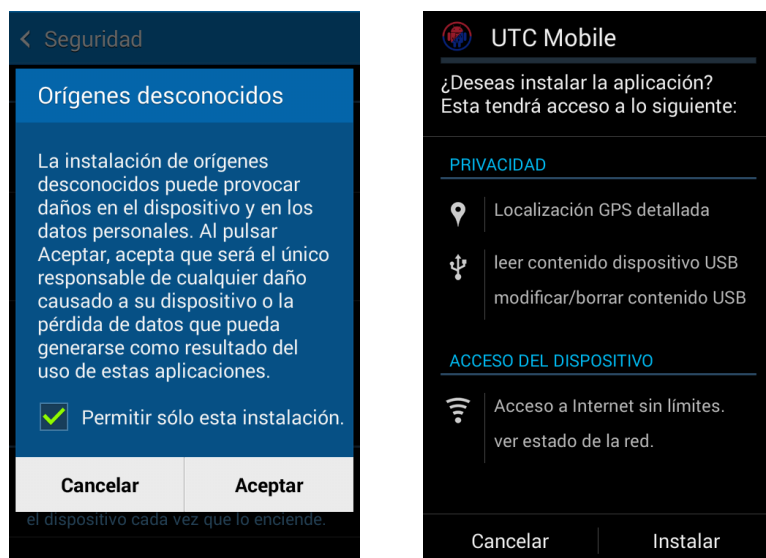 Seguridad
Orígenes desconocidos
La instalación de orígenes
desconocidos puede provocar
daños en el dispositivo y en los
datos personales. Al pulsar
Aceptar, acepta que será el único
responsable de cualquier daño
causado a su dispositivo o la
pérdida de datos que pueda
generarse como resultado del
uso de estas aplicaciones.
Permitir sólo esta instalación.
Cancelar Aceptar
el dispositivo cada vez que lo enciende.
UTC Mobile
¿Deseas instalar la aplicación?
Esta tendrá acceso a lo siguiente:
PRIVACIDAD
Localización GPS detallada
leer contenido dispositivo USB
modificar/borrar contenido USB
ACCESO DEL DISPOSITIVO
Acceso a Internet sin límites.
ver estado de la red.
Cancelar Instalar